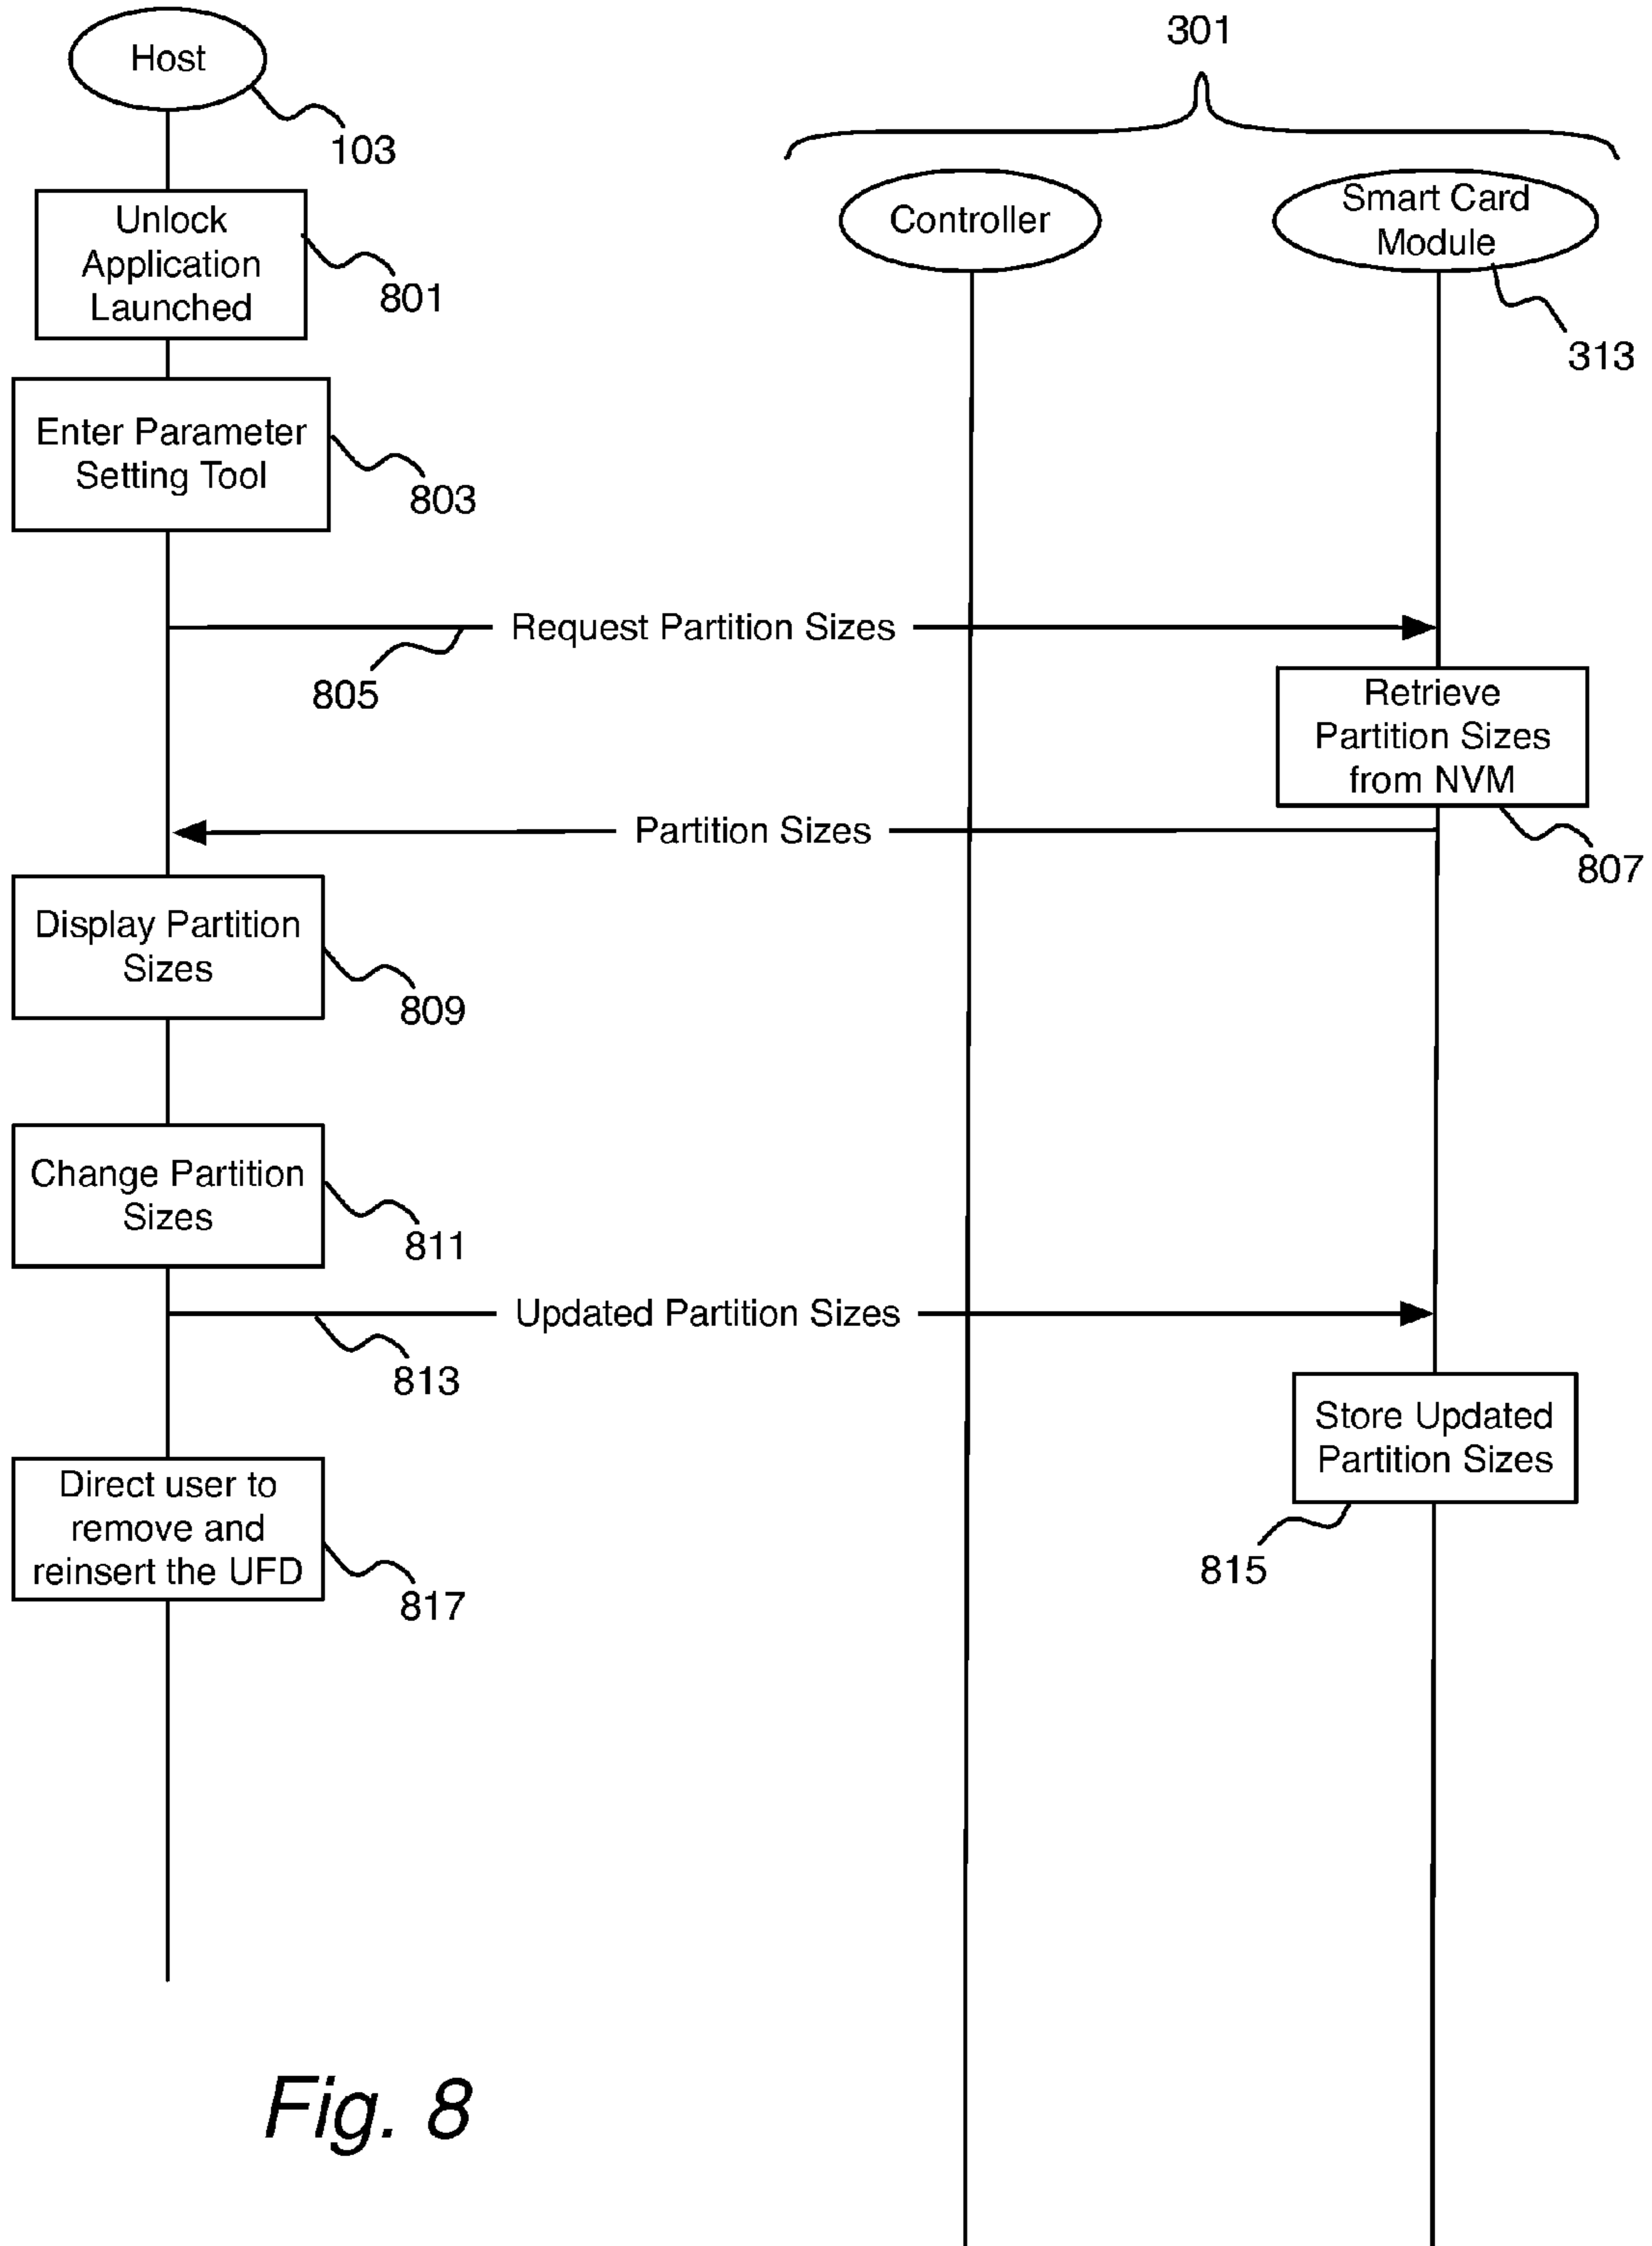 301
Host
103
Controller
Smart Card
Module
313
Unlock
Application
Launched
801
Enter Parameter
Setting Tool
803
Request Partition Sizes
805
Retrieve
Partition Sizes
from NVM
807
Partition Sizes
Display Partition
Sizes
809
Change Partition
Sizes
811
Updated Partition Sizes
813
Store Updated
Partition Sizes
815
Direct user to
remove and
reinsert the UFD
817
Fig. 8